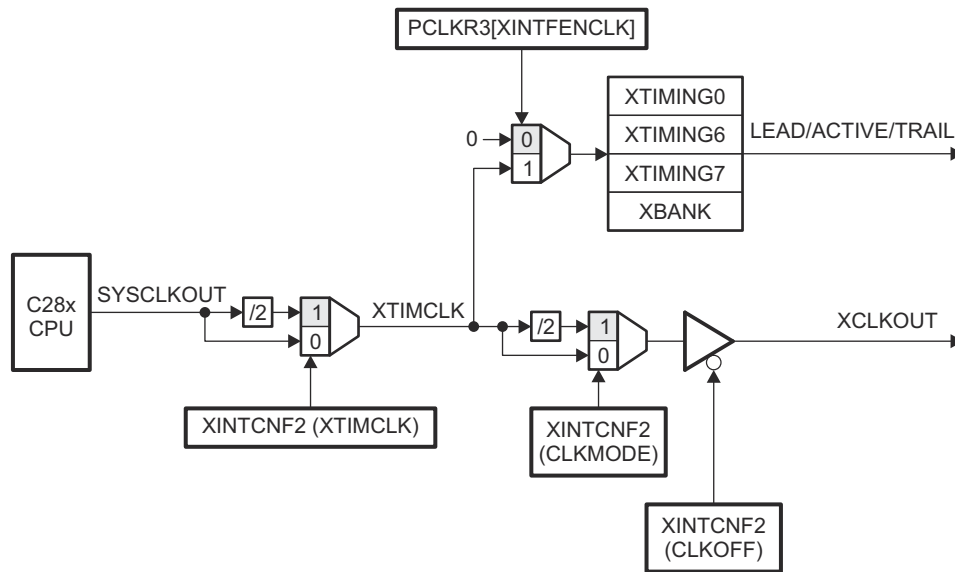 PCLKR3[XINTFENCLK]
XTIMING0
0
0
XTIMING6
LEAD/ACTIVE/TRAIL
1
XTIMING7
XBANK
C28x
CPU
SYSCLKOUT
/2
1
0
XTIMCLK
/2
1
0
XCLKOUT
XINTCNF2 (XTIMCLK)
XINTCNF2
(CLKMODE)
XINTCNF2
(CLKOFF)